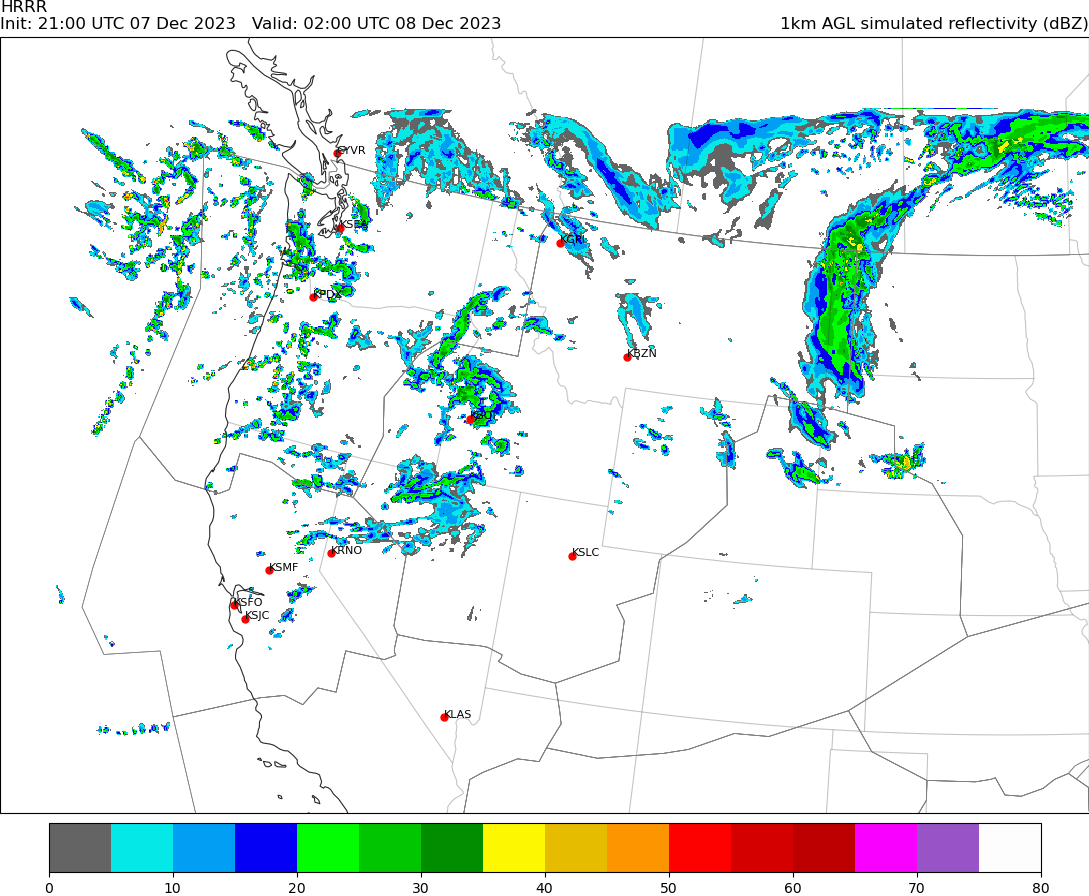 HRRR
Init: 21:00 UTC 07 Dec 2023   Valid: 02:00 UTC 08 Dec 2023
1km AGL simulated reflectivity (dBZ)
CYVR
KSEA
KPDX
KBZN
KRNO
KSLC
KSMF
KSFO
KSJC
KLAS
0 10 20 30 40 50 60 70 80